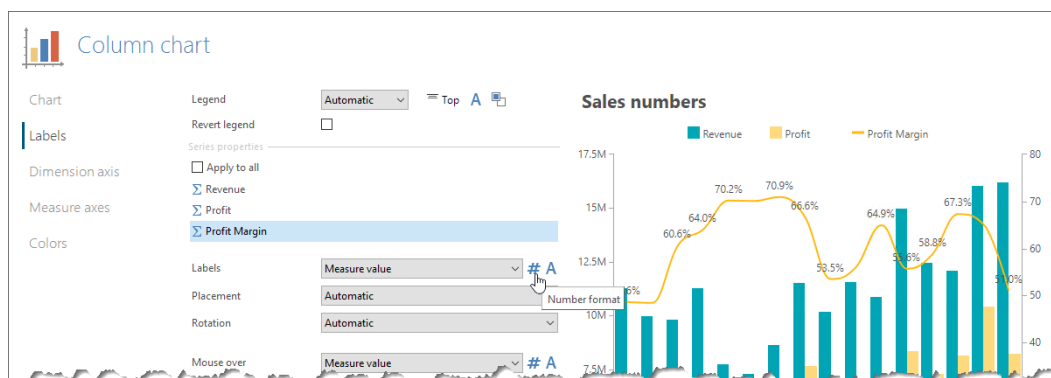 Column chart
Chart
Labels
Dimension axis
Measure axes
Colors
Legend Automatic Top A
Revert legend
Series properties
Apply to all
Σ Revenue
Σ Profit
Σ Profit Margin
Labels Measure value # A
Placement Automatic
Number format
Rotation Automatic
Mouse over Measure value # A
Sales numbers
Revenue Profit Profit Margin
17.5M 80
70.2% 70.9%
15M 66.6% 67.3% 70
64.0% 64.9%
60.6% 58.8% 60
12.5M 53.5% 51.0%
50
10M
40
7.5M